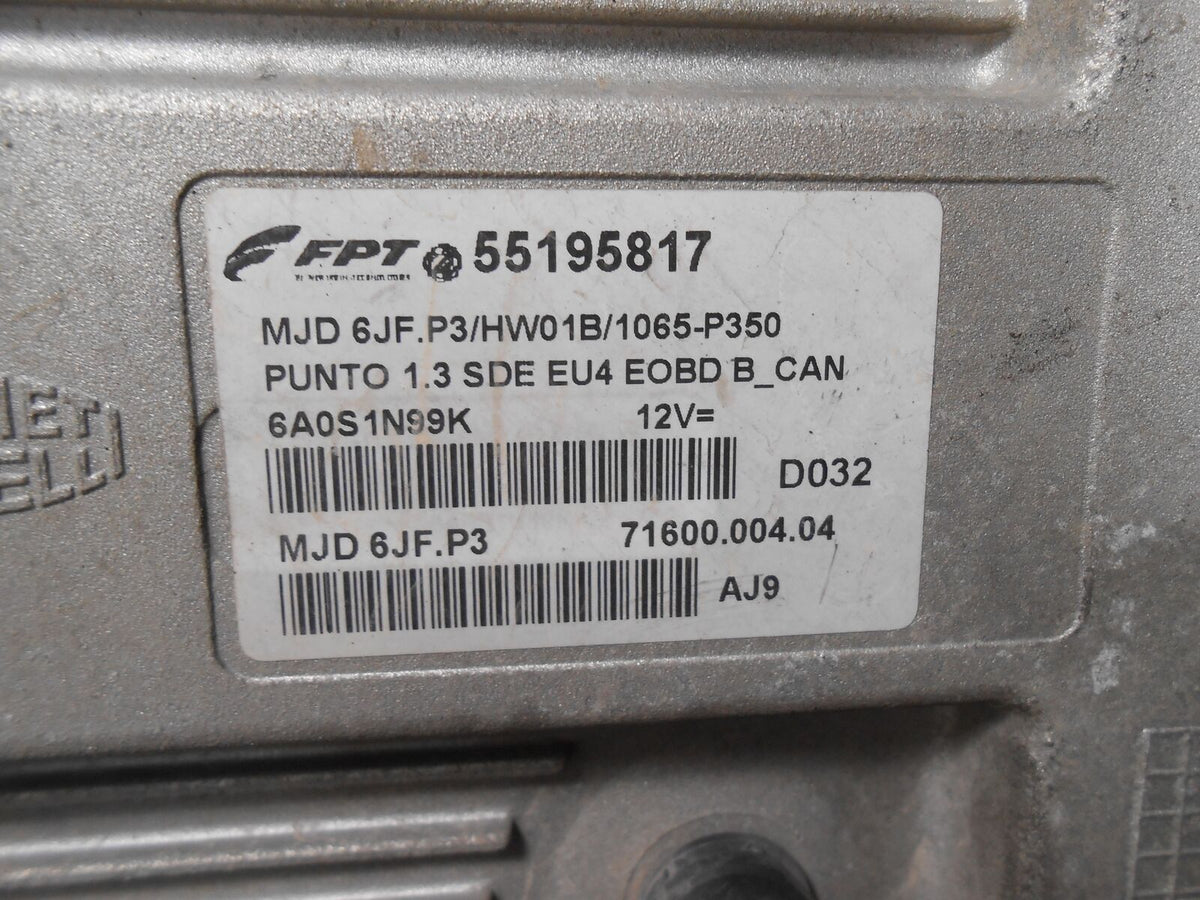 FPT 55195817
MJD 6JF.P3/HW01B/1065-P350
PUNTO 1.3 SDE EU4 EOBD B_CAN
6A0S1N99K 12V=
D032
MJD 6JF.P3 71600.004.04
AJ9